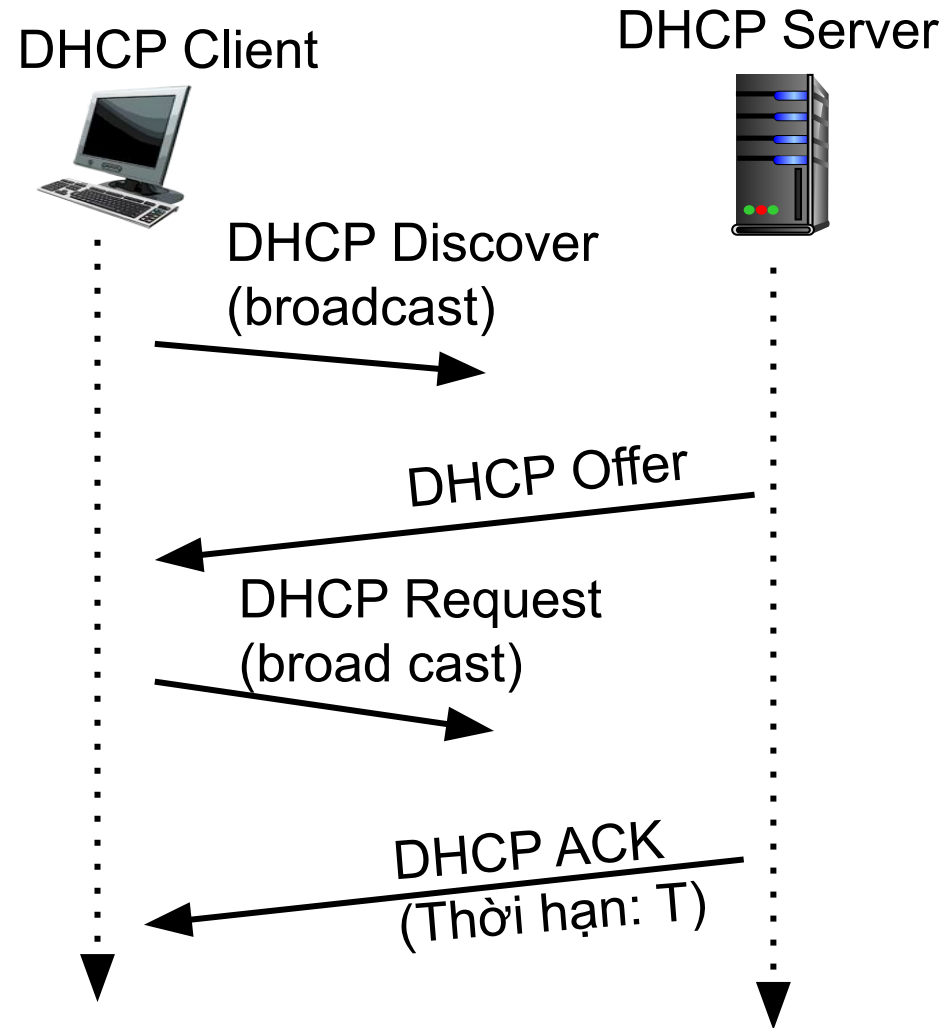 DHCP Client
DHCP Server
DHCP Discover
(broadcast)
DHCP Offer
DHCP Request
(broad cast)
DHCP ACK
(Thời hạn: T)